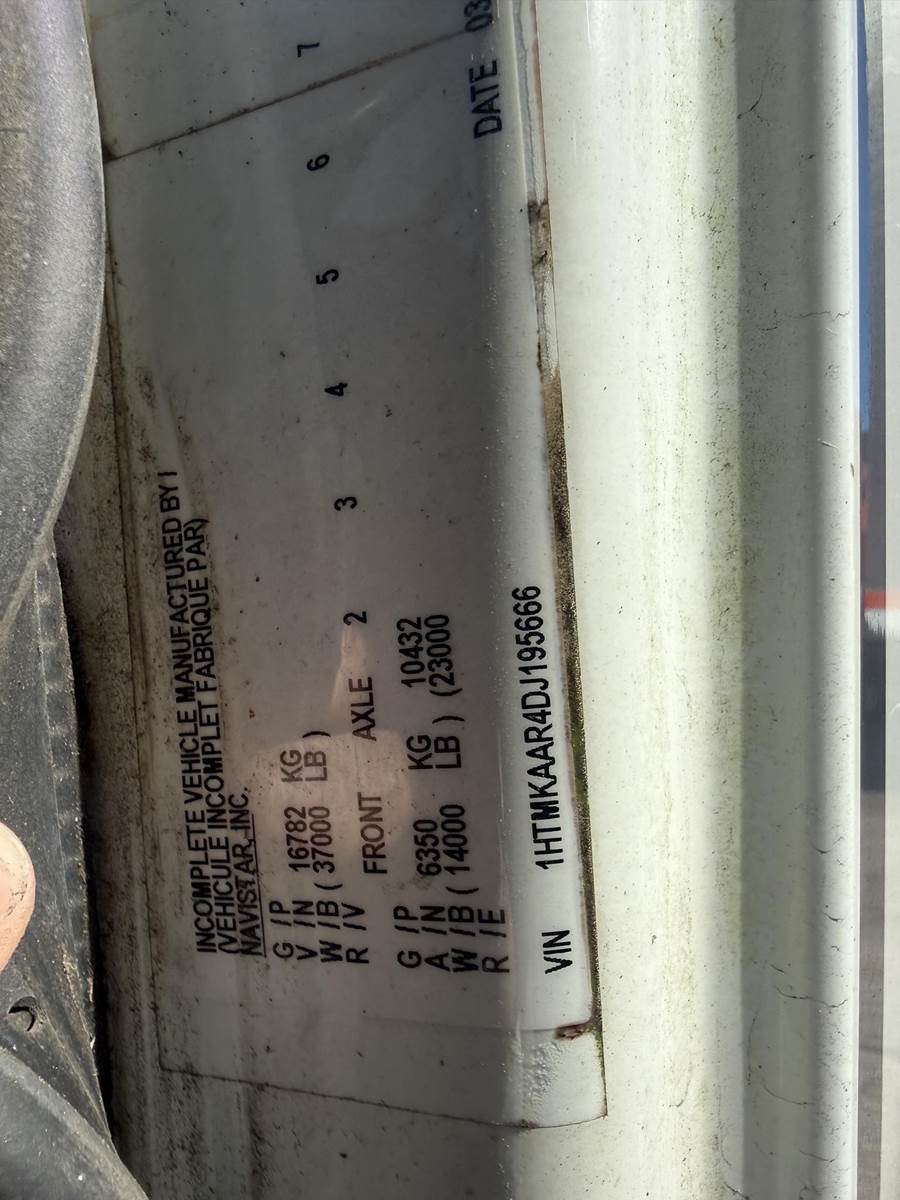 INCOMPLETE VEHICLE MANUFACTURED BY I
(VEHICULE INCOMPLET FABRIQUE PAR)
NAVISTAR, INC.
G /P 16782 KG
V /N
W /B ( 37000 LB )
R /V FRONT AXLE 2 3 4 5 6 7
G /P 6350 KG 10432
A /N
W /B ( 14000 LB ) (23000
R /E DATE 03
VIN 1HTMKAAR4DJ195666